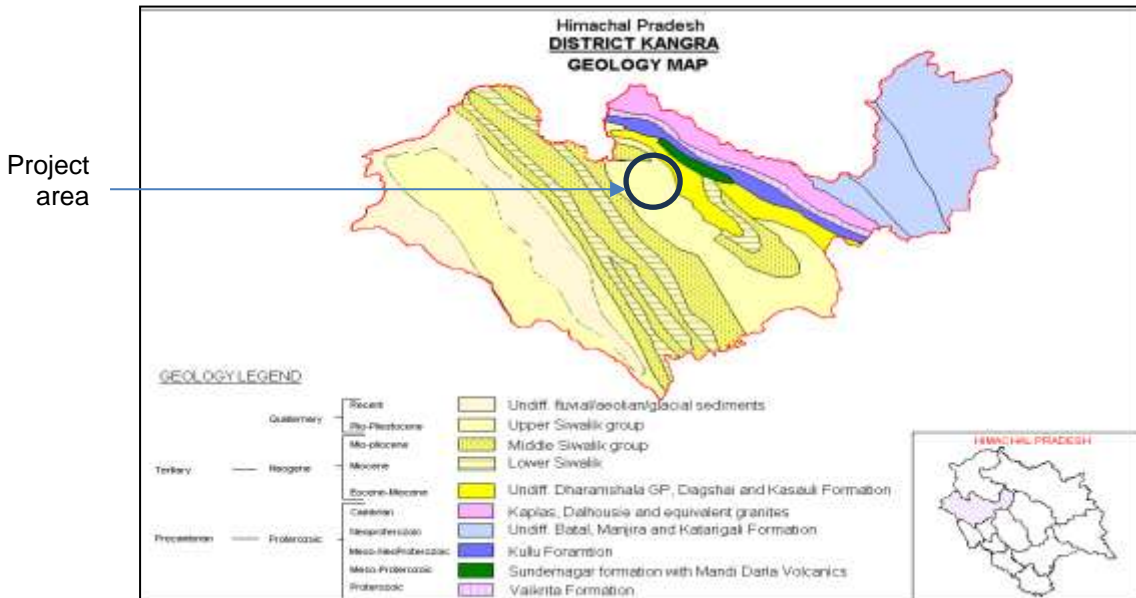 Himachal Pradesh
DISTRICT KANGRA
GEOLOGY MAP
Project
area
GEOLOGY LEGEND
Quaternary
Recent
Undiff. fluvial/aeolian/glacial sediments
Plio-Pleistocene
Upper Siwalik group
Tertiary
Neogene
Mio-pliocene
Middle Siwalik group
Miocene
Lower Siwalik
Eocene-Miocene
Undiff. Dharamshala GP, Dagshai and Kasauli Formation
Precambrian
Proterozoic
Cambrian
Kaplas, Dalhousie and equivalent granites
Neoproterozoic
Undiff. Batal, Manjira and Katarigali Formation
Meso-NeoProterozoic
Kullu Foramtion
Meso-Proterozoic
Sundernagar formation with Mandi Darla Volcanics
Proterozoic
Vaikrita Formation
HIMACHAL PRADESH